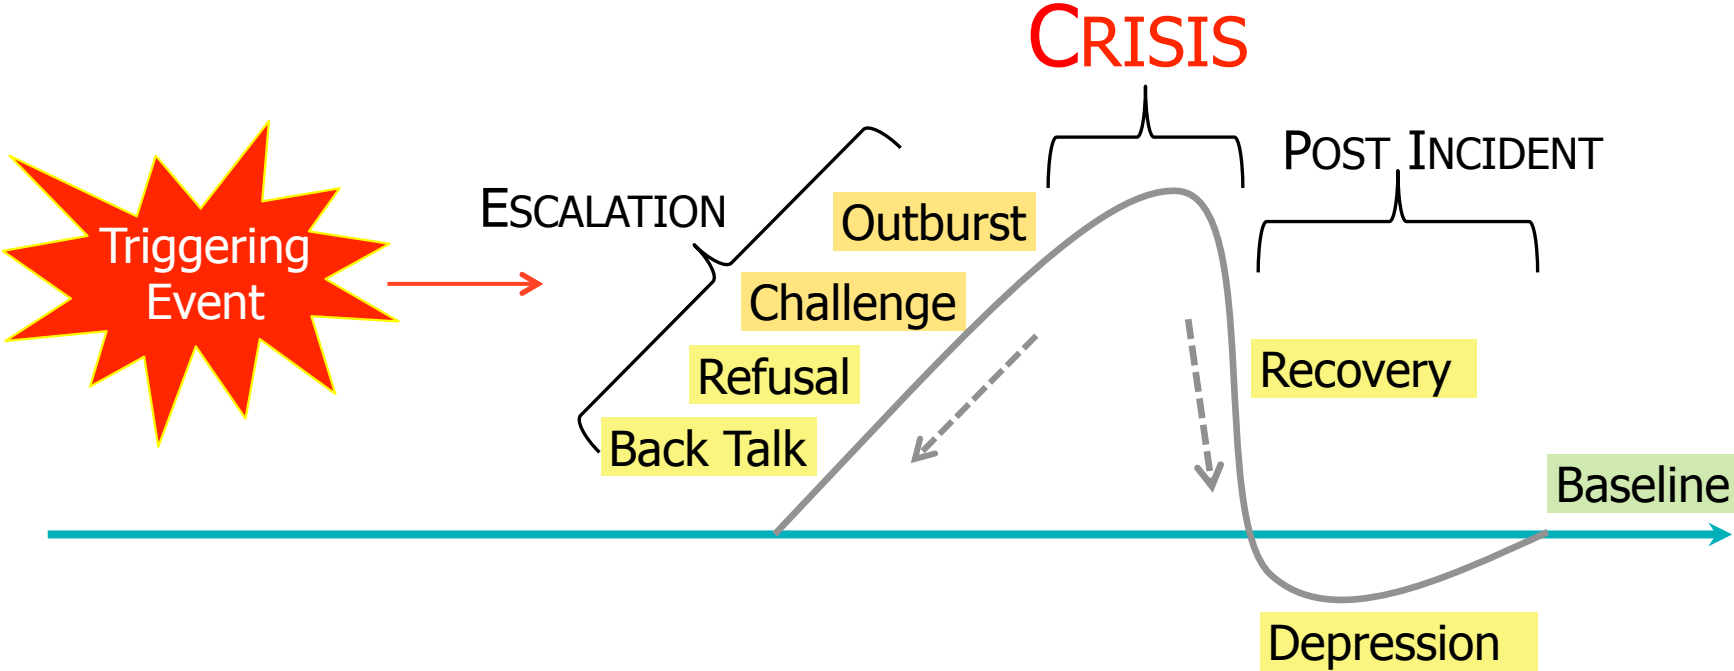 CRISIS
POST INCIDENT
ESCALATION
Outburst
Triggering
Event
Challenge
Refusal
Recovery
Back Talk
Baseline
Depression